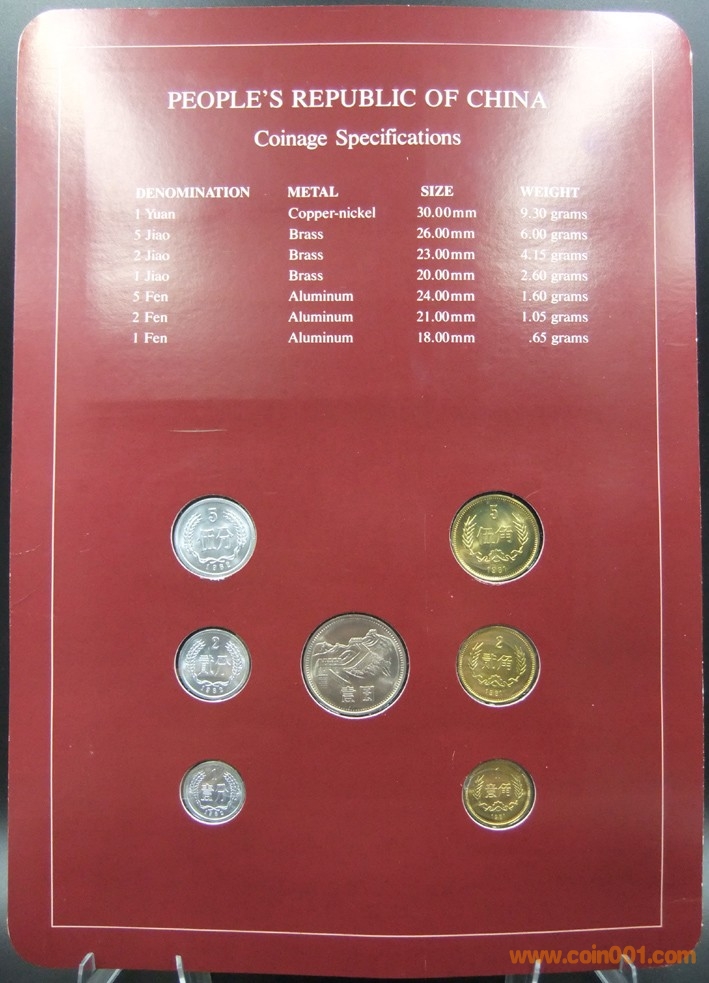 PEOPLE'S REPUBLIC OF CHINA
Coinage Specifications
DENOMINATION METAL SIZE WEIGHT
1 Yuan Copper-nickel 30.00mm 9.30 grams
5 Jiao Brass 26.00mm 6.00 grams
2 Jiao Brass 23.00mm 4.15 grams
1 Jiao Brass 20.00mm 2.60 grams
5 Fen Aluminum 24.00mm 1.60 grams
2 Fen Aluminum 21.00mm 1.05 grams
1 Fen Aluminum 18.00mm .65 grams
5
伍分
5
伍角
1981
2
贰分
2
贰角
1981
壹圆
壹分
壹角
1981
www.coin001.com